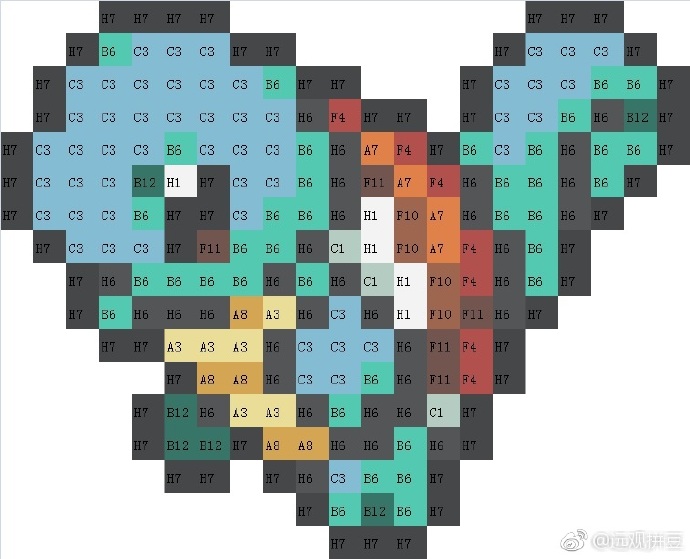 H7 H7 H7 H7 H7 H7 H7
H7 B6 C3 C3 C3 H7 H7 H7 C3 C3 C3 H7
H7 C3 C3 C3 C3 C3 C3 B6 H7 H7 H7 C3 C3 C3 B6 B6 H7
H7 C3 C3 C3 C3 C3 C3 C3 H6 F4 H7 H7 H7 C3 C3 B6 H6 B12 H7
H7 C3 C3 C3 C3 B6 C3 C3 C3 B6 H6 A7 F4 H7 B6 C3 B6 H6 B6 B6 H7
H7 C3 C3 C3 B12 H1 H7 C3 C3 B6 H6 F11 A7 F4 H6 B6 B6 H6 B6 H7
H7 C3 C3 C3 B6 H7 H7 C3 B6 B6 H6 H1 F10 A7 H6 B6 B6 H6 H7
H7 C3 C3 C3 H7 F11 B6 B6 H6 C1 H1 F10 A7 F4 H6 B6 H7
H7 H6 B6 B6 B6 B6 H6 B6 H6 C1 H1 F10 F4 H6 B6 H7
H7 B6 H6 H6 H6 A8 A3 H6 C3 H6 H1 F10 F11 H6 H7
H7 H7 A3 A3 A3 H6 C3 C3 C3 H6 F11 F4 H7
H7 A8 A8 H6 C3 C3 B6 H6 F11 F4 H7
H7 B12 H6 A3 A3 H6 B6 H6 H6 C1 H7
H7 B12 B12 H7 A8 A8 H6 H6 B6 H6 H7
H7 H7 H7 H6 C3 B6 B6 H7
H7 B6 B12 B6 H7
H7 H7 H7
@远观拼豆